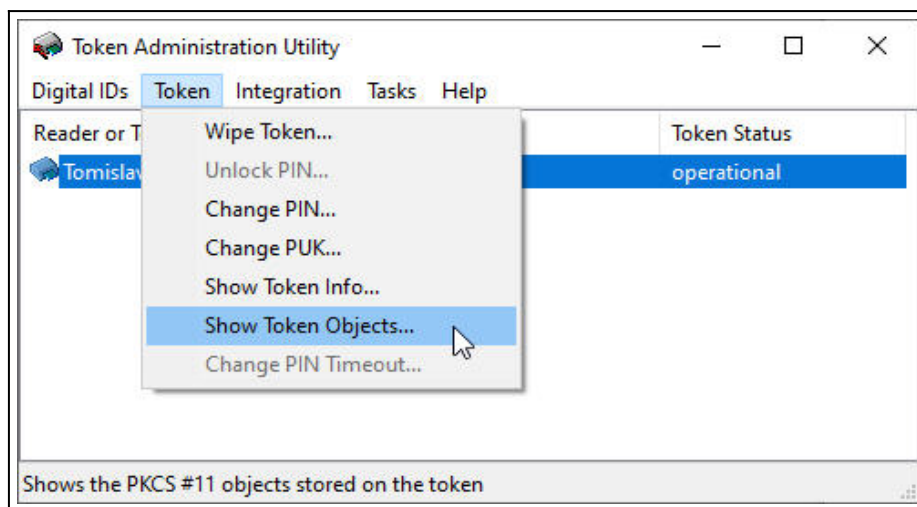 Token Administration Utility
Digital IDs Token Integration Tasks Help
Reader or T
Token Status
Tomislav
operational
Wipe Token...
Unlock PIN...
Change PIN...
Change PUK...
Show Token Info...
Show Token Objects...
Change PIN Timeout...
Shows the PKCS #11 objects stored on the token